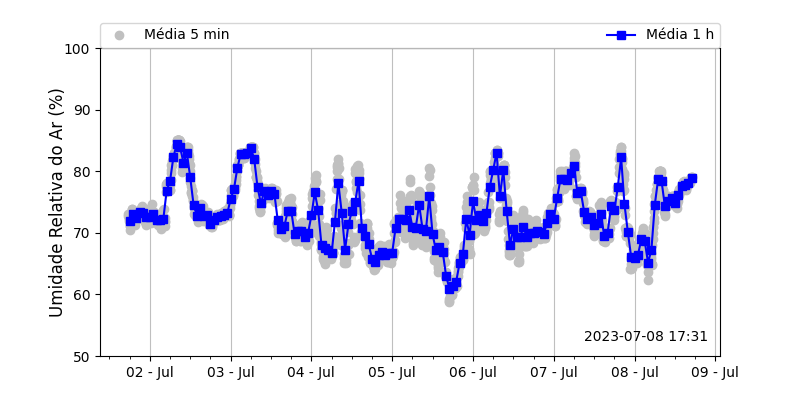 Média 5 min
Média 1 h
Umidade Relativa do Ar (%)
100
90
80
70
60
50
2023-07-08 17:31
02 - Jul
03 - Jul
04 - Jul
05 - Jul
06 - Jul
07 - Jul
08 - Jul
09 - Jul